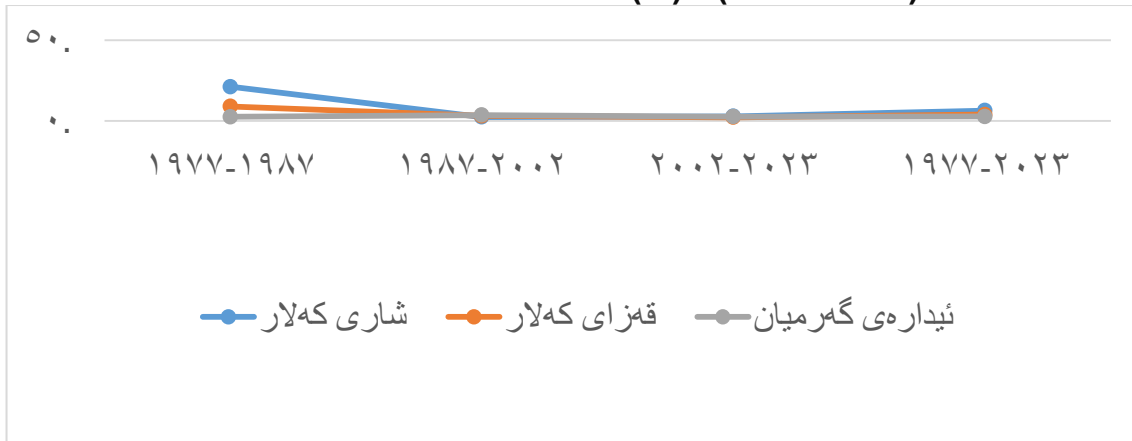 ٥٠.
٠.
١٩٧٧-١٩٨٧
١٩٨٧-٢٠٠٢
٢٠٠٢-٢٠٢٣
١٩٧٧-٢٠٢٣
شاری کەلار
قەزای کەلار
ئیدارەی گەرمیان